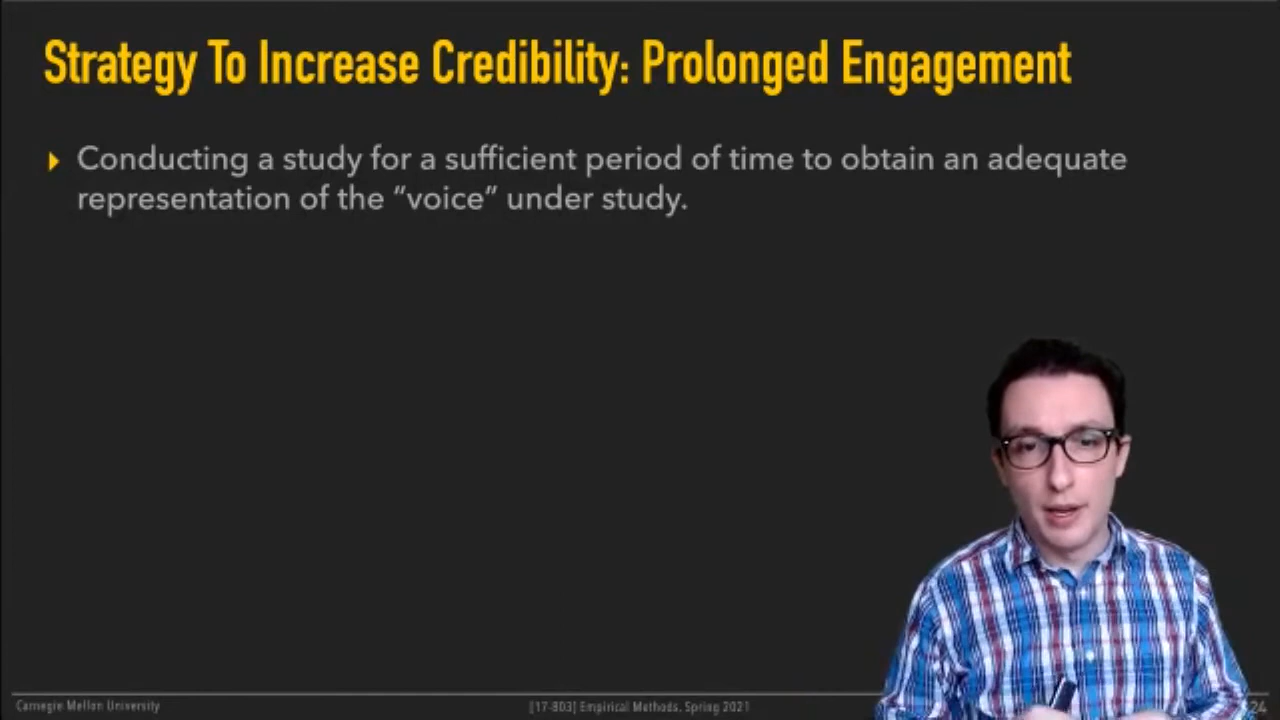 Strategy To Increase Credibility: Prolonged Engagement
Conducting a study for a sufficient period of time to obtain an adequate
representation of the “voice” under study.
Carnegie Mellon University
[17-803] Empirical Methods, Spring 2021
24